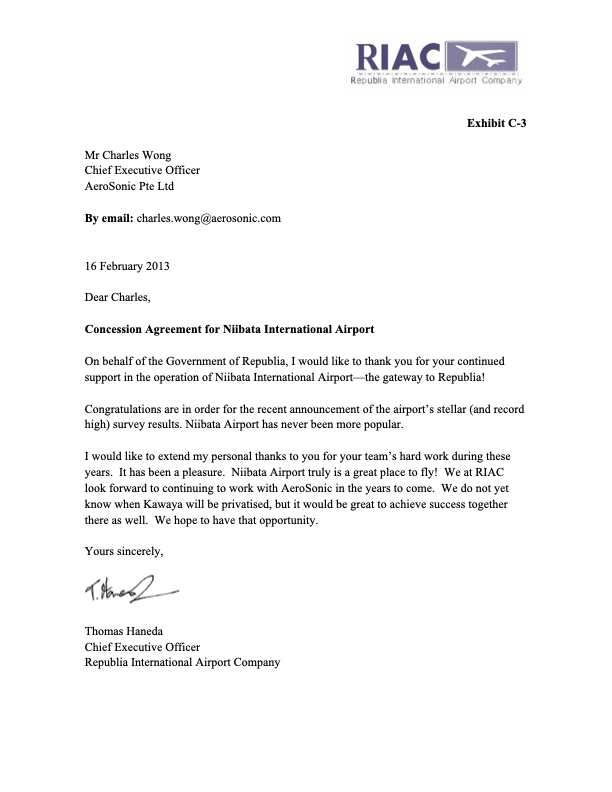 RIAC
Republia International Airport Company
Exhibit C-3
Mr Charles Wong
Chief Executive Officer
AeroSonic Pte Ltd
By email: charles.wong@aerosonic.com
16 February 2013
Dear Charles,
Concession Agreement for Niibata International Airport
On behalf of the Government of Republia, I would like to thank you for your continued
support in the operation of Niibata International Airport—the gateway to Republia!
Congratulations are in order for the recent announcement of the airport's stellar (and record
high) survey results. Niibata Airport has never been more popular.
I would like to extend my personal thanks to you for your team's hard work during these
years. It has been a pleasure. Niibata Airport truly is a great place to fly! We at RIAC
look forward to continuing to work with AeroSonic in the years to come. We do not yet
know when Kawaya will be privatised, but it would be great to achieve success together
there as well. We hope to have that opportunity.
Yours sincerely,
T. Haneda
Thomas Haneda
Chief Executive Officer
Republia International Airport Company